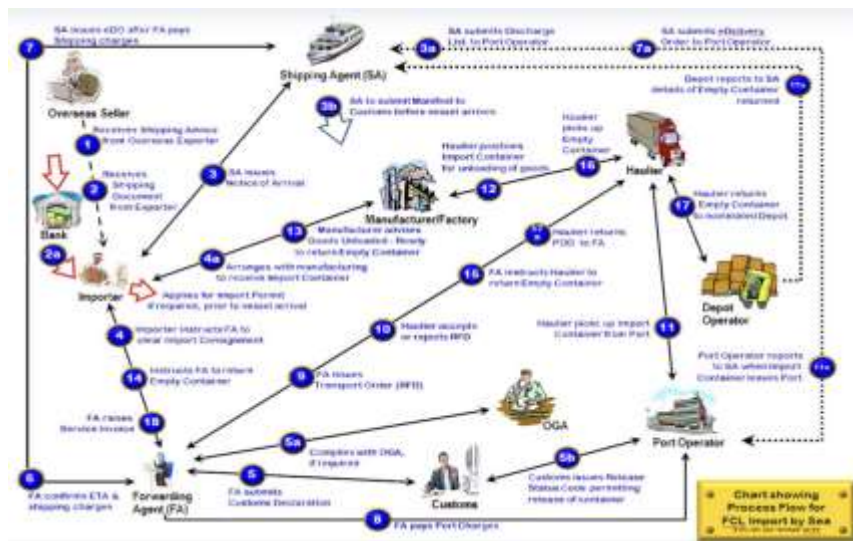 7
SA issues eDO after FA pays
Shipping charges
Shipping Agent (SA)
3a
SA submits Discharge
List to Port Operator
7a
SA submits eDelivery
Order to Port Operator
Overseas Seller
3b
SA to submit Manifest to
Customs before vessel arrives
Depot reports to SA
details of Empty Container
returned
1
Receives Shipping Advice
from Overseas Exporter
2
Receives
Shipping
Document
from Exporter
3
SA issues
Notice of Arrival
Haulier positions
Import Container
for unloading of goods
12
Haulier
picks up
Empty
Container
16
Haulier
Bank
2a
Importer
Manufacturer/Factory
13
Manufacturer advises
Goods Unloaded - Ready
to return Empty Container
4a
Arranges with manufacturing
to receive Import Container
Applies for Import Permit
if required, prior to vessel arrival
Haulier returns
POD to FA
15
FA instructs Haulier to
return Empty Container
17
Haulier returns
Empty Container
to nominated Depot
Depot
Operator
4
Importer instructs FA to
clear Import Consignment
10
Haulier accepts
or rejects
Haulier picks up Import
Container from Port
11
Port Operator reports
to SA when Import
Container leaves Port
14
Instructs FA to return
Empty Container
9
FA issues
Transport Order
18
FA raises
Service Invoice
OGA
Port Operator
5a
Complies with OGA,
if required
6
FA confirms ETA &
shipping charges
Forwarding
Agent (FA)
5
FA submits
Customs Declaration
Customs
5b
Customs issues Release
Status Code permitting
release of container
8
FA pays Port Charges
Chart showing
Process Flow for
FCL Import by Sea